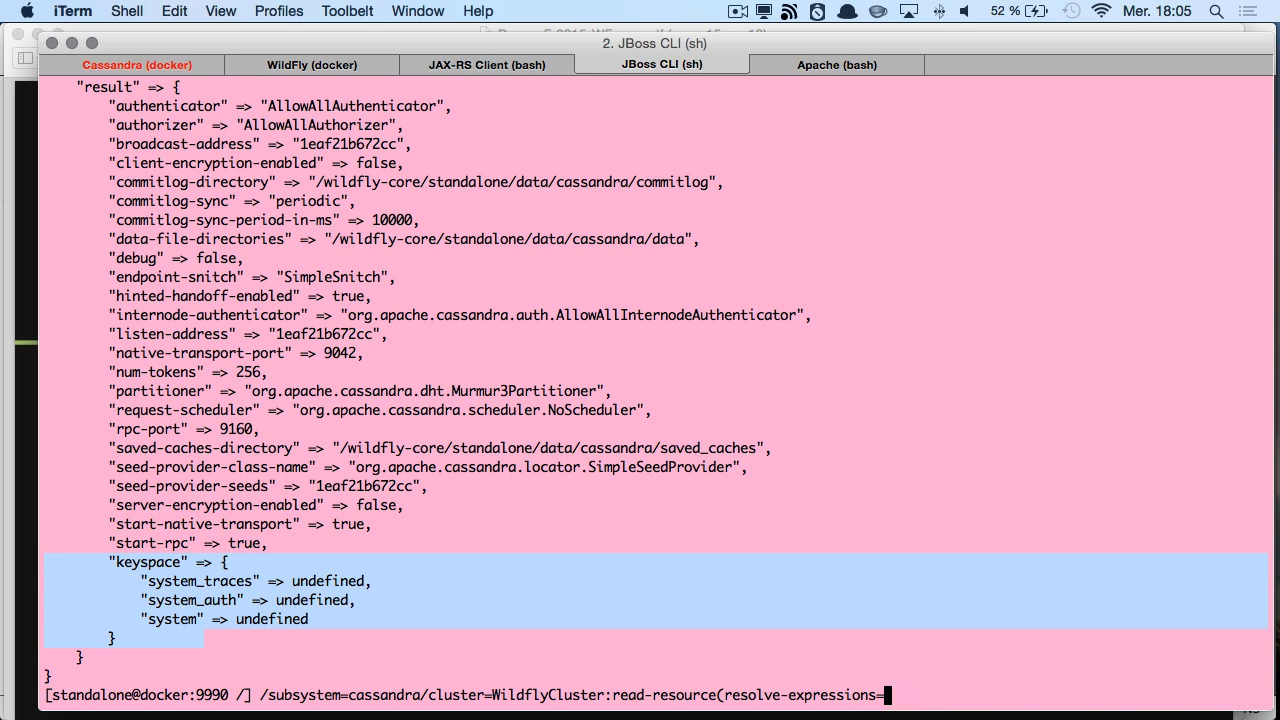 iTerm Shell Edit View Profiles Toolbelt Window Help 52 % Mer. 18:05
2. JBoss CLI (sh)
Cassandra (docker) WildFly (docker) JAX-RS Client (bash) JBoss CLI (sh) Apache (bash)
"result" => {
"authenticator" => "AllowAllAuthenticator",
"authorizer" => "AllowAllAuthorizer",
"broadcast-address" => "1eaf21b672cc",
"client-encryption-enabled" => false,
"commitlog-directory" => "/wildfly-core/standalone/data/cassandra/commitlog",
"commitlog-sync" => "periodic",
"commitlog-sync-period-in-ms" => 10000,
"data-file-directories" => "/wildfly-core/standalone/data/cassandra/data",
"debug" => false,
"endpoint-snitch" => "SimpleSnitch",
"hinted-handoff-enabled" => true,
"internode-authenticator" => "org.apache.cassandra.auth.AllowAllInternodeAuthenticator",
"listen-address" => "1eaf21b672cc",
"native-transport-port" => 9042,
"num-tokens" => 256,
"partitioner" => "org.apache.cassandra.dht.Murmur3Partitioner",
"request-scheduler" => "org.apache.cassandra.scheduler.NoScheduler",
"rpc-port" => 9160,
"saved-caches-directory" => "/wildfly-core/standalone/data/cassandra/saved_caches",
"seed-provider-class-name" => "org.apache.cassandra.locator.SimpleSeedProvider",
"seed-provider-seeds" => "1eaf21b672cc",
"server-encryption-enabled" => false,
"start-native-transport" => true,
"start-rpc" => true,
"keyspace" => {
"system_traces" => undefined,
"system_auth" => undefined,
"system" => undefined
}
}
}
[standalone@docker:9990 /] /subsystem=cassandra/cluster=WildflyCluster:read-resource(resolve-expressions=